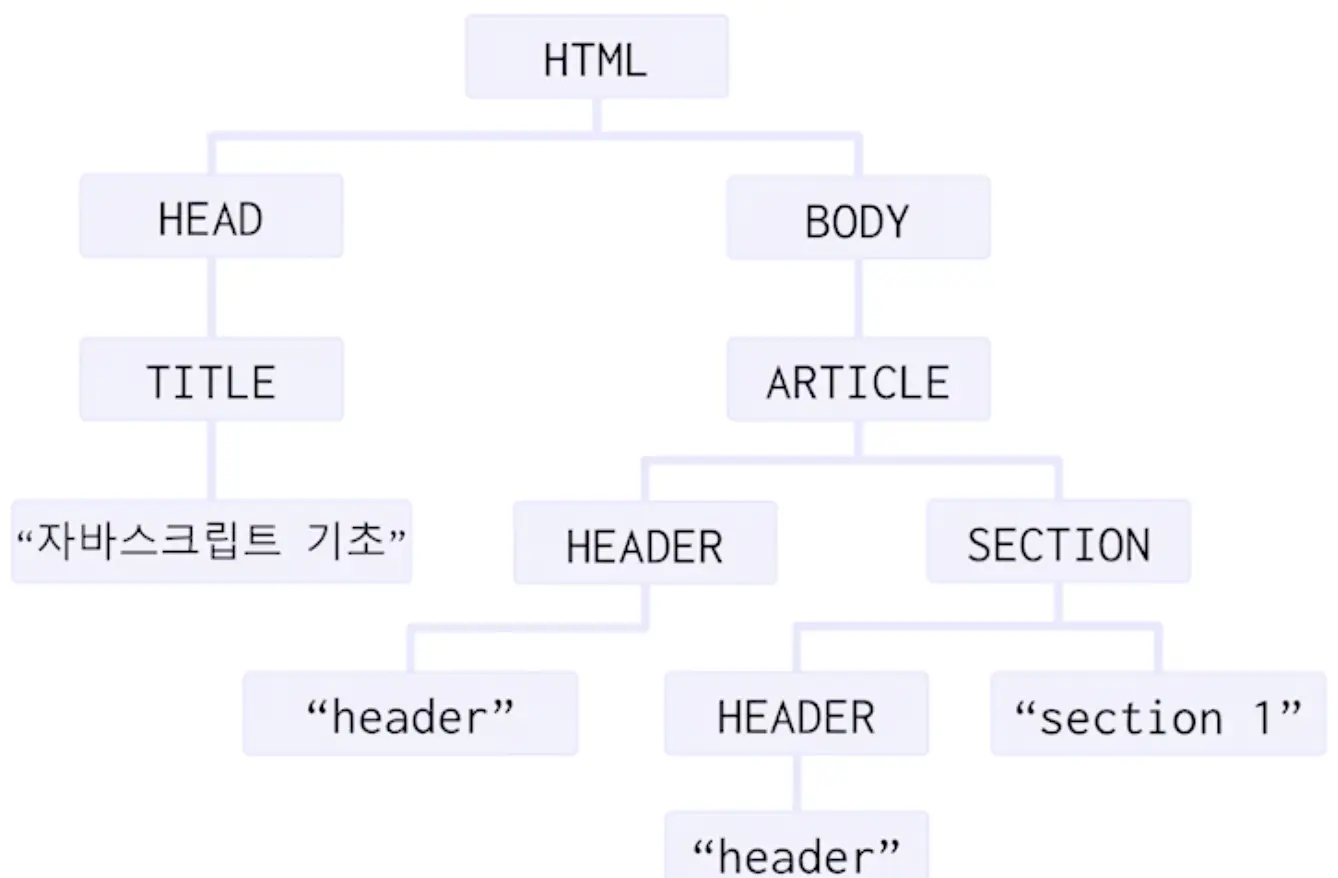 HTML
HEAD
BODY
TITLE
ARTICLE
“자바스크립트 기초”
HEADER
SECTION
“header”
HEADER
“section 1”
“header”